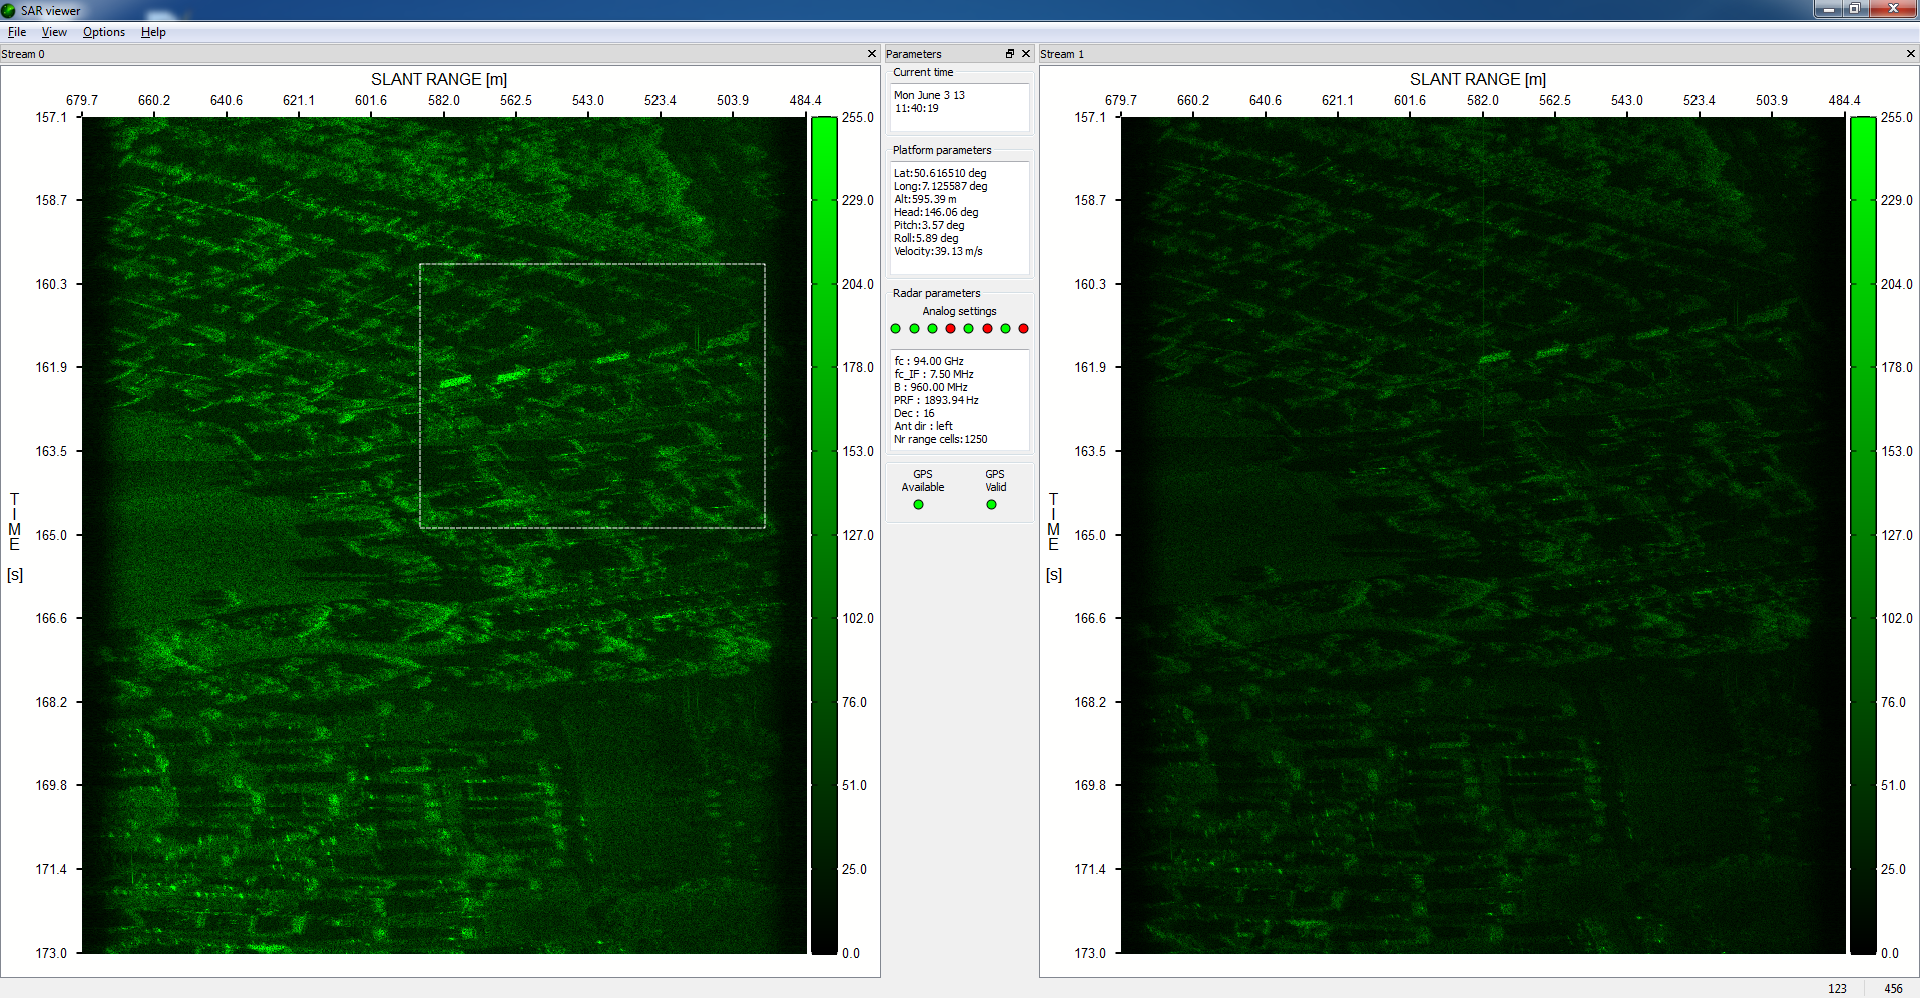 SAR viewer
File View Options Help
Stream 0
SLANT RANGE [m]
679.7 660.2 640.6 621.1 601.6 582.0 562.5 543.0 523.4 503.9 484.4
157.1
158.7
160.3
161.9
163.5
165.0
166.6
168.2
169.8
171.4
173.0
TIME [s]
255.0
229.0
204.0
178.0
153.0
127.0
102.0
76.0
51.0
25.0
0.0
Parameters
Current time
Mon June 3 13
11:40:19
Platform parameters
Lat:50.616510 deg
Long:7.125587 deg
Alt:595.39 m
Head:146.06 deg
Pitch:3.57 deg
Roll:5.89 deg
Velocity:39.13 m/s
Radar parameters
Analog settings
fc : 94.00 GHz
fc_IF : 7.50 MHz
B : 960.00 MHz
PRF : 1893.94 Hz
Dec : 16
Ant dir : left
Nr range cells:1250
GPS Available
GPS Valid
Stream 1
SLANT RANGE [m]
679.7 660.2 640.6 621.1 601.6 582.0 562.5 543.0 523.4 503.9 484.4
157.1
158.7
160.3
161.9
163.5
165.0
166.6
168.2
169.8
171.4
173.0
TIME [s]
255.0
229.0
204.0
178.0
153.0
127.0
102.0
76.0
51.0
25.0
0.0
123 456